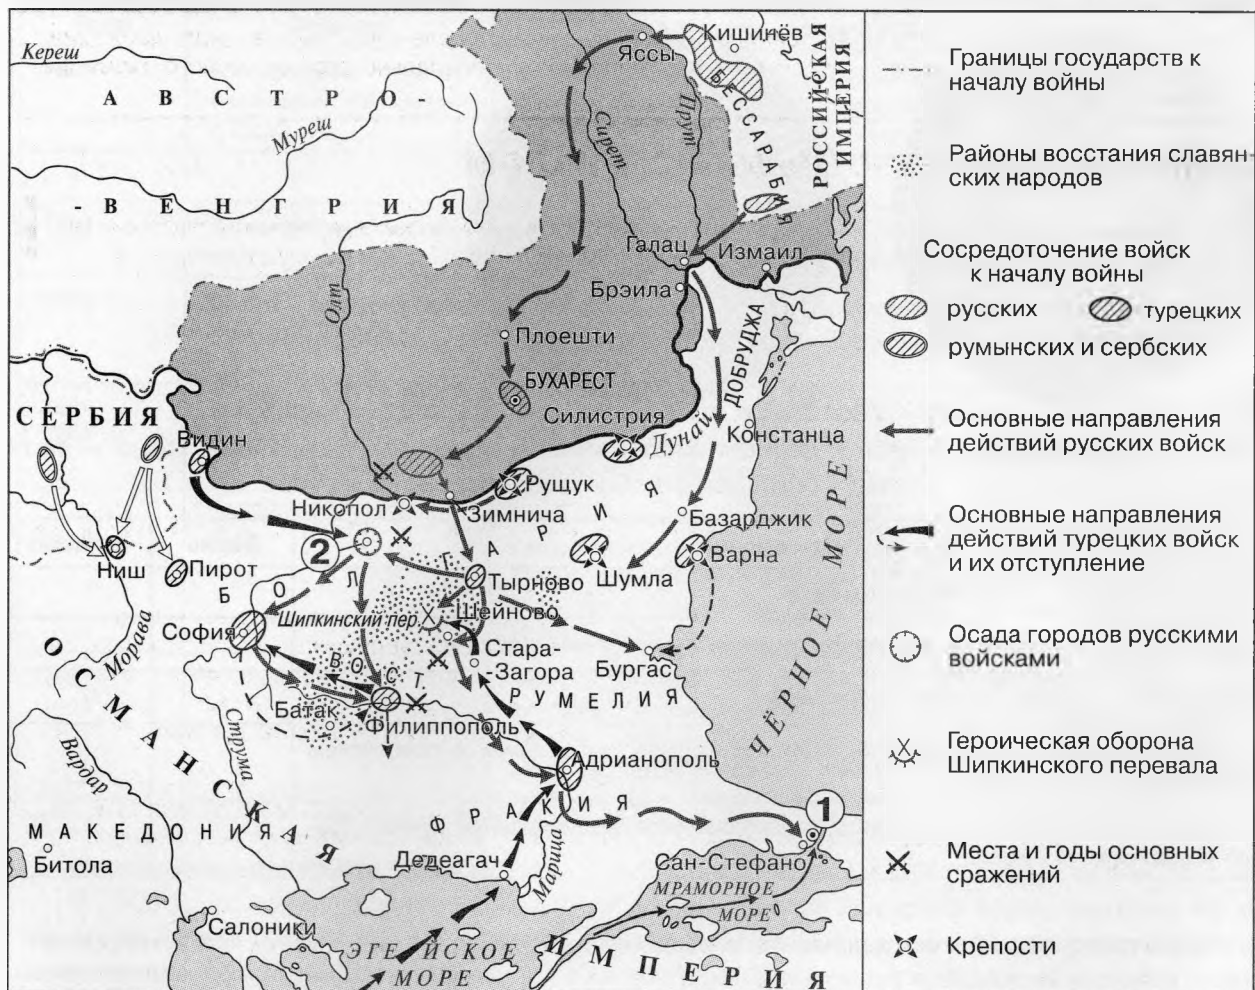 Кишинёв
Яссы
Кереш
АВСТРО-
-ВЕНГРИЯ
Муреш
Сирет
Прут
БЕССАРАБИЯ
РОССИЙСКАЯ
ИМПЕРИЯ
Галац
Измаил
Брэила
Олт
Плоешти
БУХАРЕСТ
ДОБРУДЖА
СЕРБИЯ
Силистрия
Дунай
Констанца
Видин
Рущук
Никопол
Зимнича
Базарджик
2
Ниш
Пирот
БОЛГАРИЯ
Тырново
Шумла
Варна
Морава
София
Шипкинский пер.
Шейново
Стара-
-Загора
Бургас
ВОСТ.
РУМЕЛИЯ
ЧЁРНОЕ МОРЕ
Батак
Филиппополь
Струма
Вардар
Адрианополь
ОСМАНСКАЯ
ФРАКИЯ
1
МАКЕДОНИЯ
Битола
Дедеагач
Марица
Сан-Стефано
МРАМОРНОЕ
МОРЕ
Салоники
ЭГЕЙСКОЕ
МОРЕ
ИМПЕРИЯ
Границы государств к
началу войны
Районы восстания славян-
ских народов
Сосредоточение войск
к началу войны
русских
турецких
румынских и сербских
Основные направления
действий русских войск
Основные направления
действий турецких войск
и их отступление
Осада городов русскими
войсками
Героическая оборона
Шипкинского перевала
Места и годы основных
сражений
Крепости